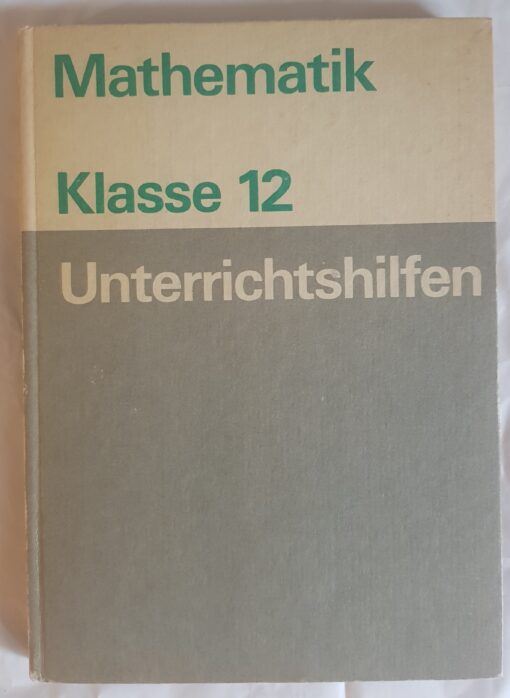 Mathematik
Klasse 12
Unterrichtshilfen